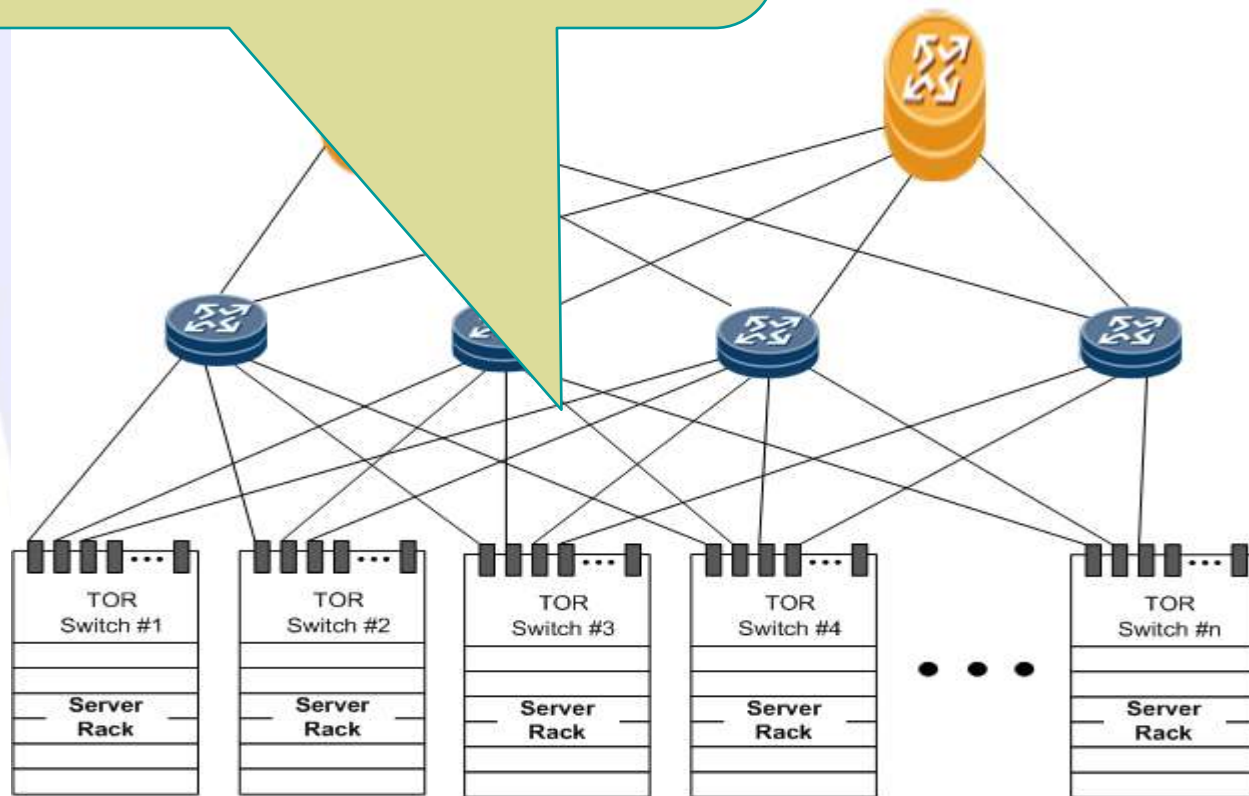 TOR
Switch #1
TOR
Switch #2
TOR
Switch #3
TOR
Switch #4
TOR
Switch #n
Server
Rack
Server
Rack
Server
Rack
Server
Rack
Server
Rack